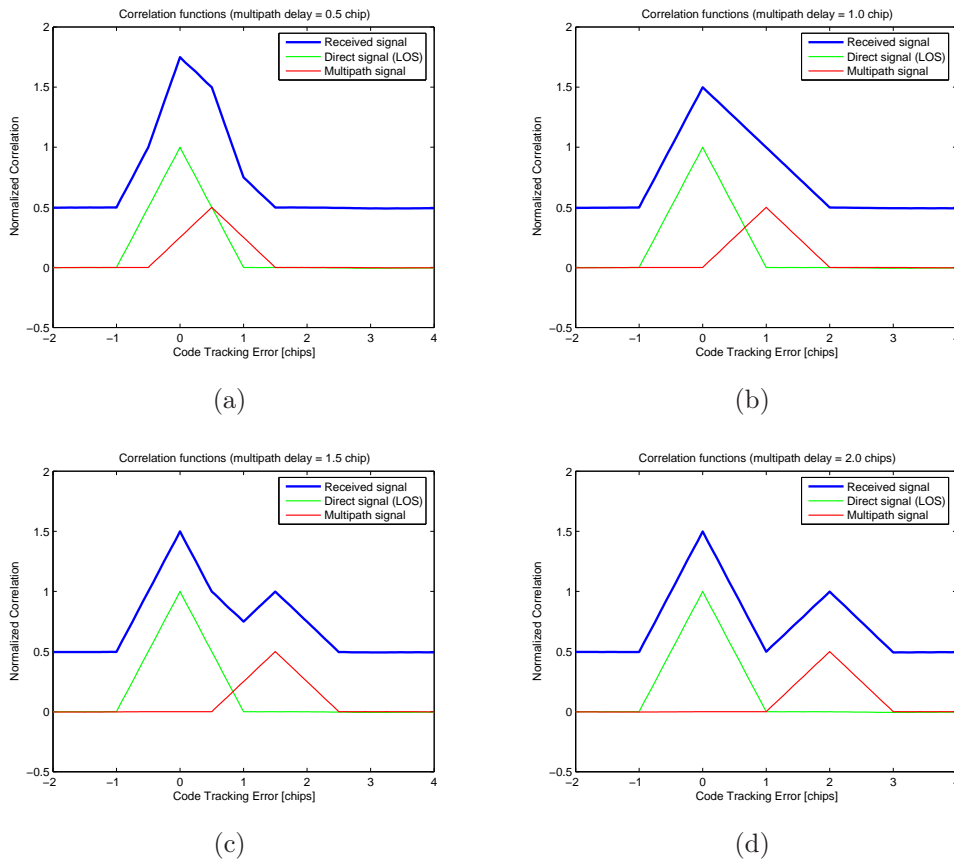 Correlation functions (multipath delay = 0.5 chip)
2
1.5
1
0.5
0
−0.5
−2
−1
0
1
2
3
4
Normalized Correlation
Code Tracking Error [chips]
Received signal
Direct signal (LOS)
Multipath signal
(a)
Correlation functions (multipath delay = 1.0 chip)
2
1.5
1
0.5
0
−0.5
−2
−1
0
1
2
3
4
Normalized Correlation
Code Tracking Error [chips]
Received signal
Direct signal (LOS)
Multipath signal
(b)
Correlation functions (multipath delay = 1.5 chip)
2
1.5
1
0.5
0
−0.5
−2
−1
0
1
2
3
4
Normalized Correlation
Code Tracking Error [chips]
Received signal
Direct signal (LOS)
Multipath signal
(c)
Correlation functions (multipath delay = 2.0 chips)
2
1.5
1
0.5
0
−0.5
−2
−1
0
1
2
3
4
Normalized Correlation
Code Tracking Error [chips]
Received signal
Direct signal (LOS)
Multipath signal
(d)